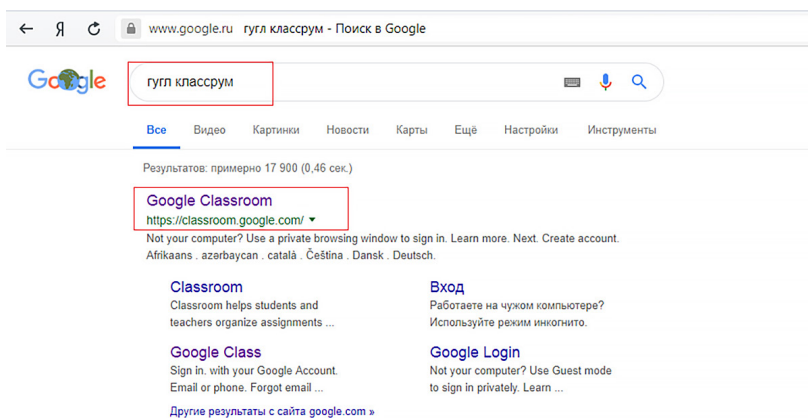 Я www.google.ru гугл классрум - Поиск в Google
Google гугл классрум
Все Видео Картинки Новости Карты Ещё Настройки Инструменты
Результатов: примерно 17 900 (0,46 сек.)
Google Classroom
https://classroom.google.com/
Not your computer? Use a private browsing window to sign in. Learn more. Next. Create account.
Afrikaans . azərbaycan . català . Čeština . Dansk . Deutsch.
Classroom
Classroom helps students and
teachers organize assignments ...
Вход
Работаете на чужом компьютере?
Используйте режим инкогнито.
Google Class
Sign in. with your Google Account.
Email or phone. Forgot email ...
Google Login
Not your computer? Use Guest mode
to sign in privately. Learn ...
Другие результаты с сайта google.com »